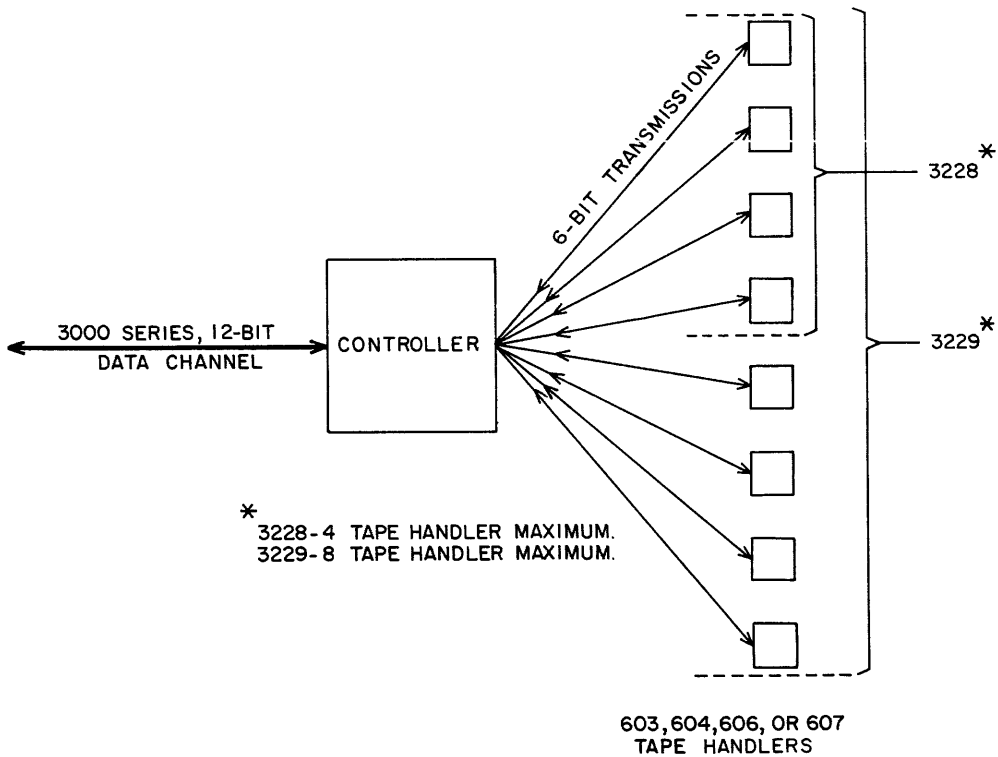 6-BIT TRANSMISSIONS
3228*
3000 SERIES, 12-BIT
DATA CHANNEL
CONTROLLER
3229*
*
3228-4 TAPE HANDLER MAXIMUM.
3229-8 TAPE HANDLER MAXIMUM.
603, 604, 606, OR 607
TAPE HANDLERS